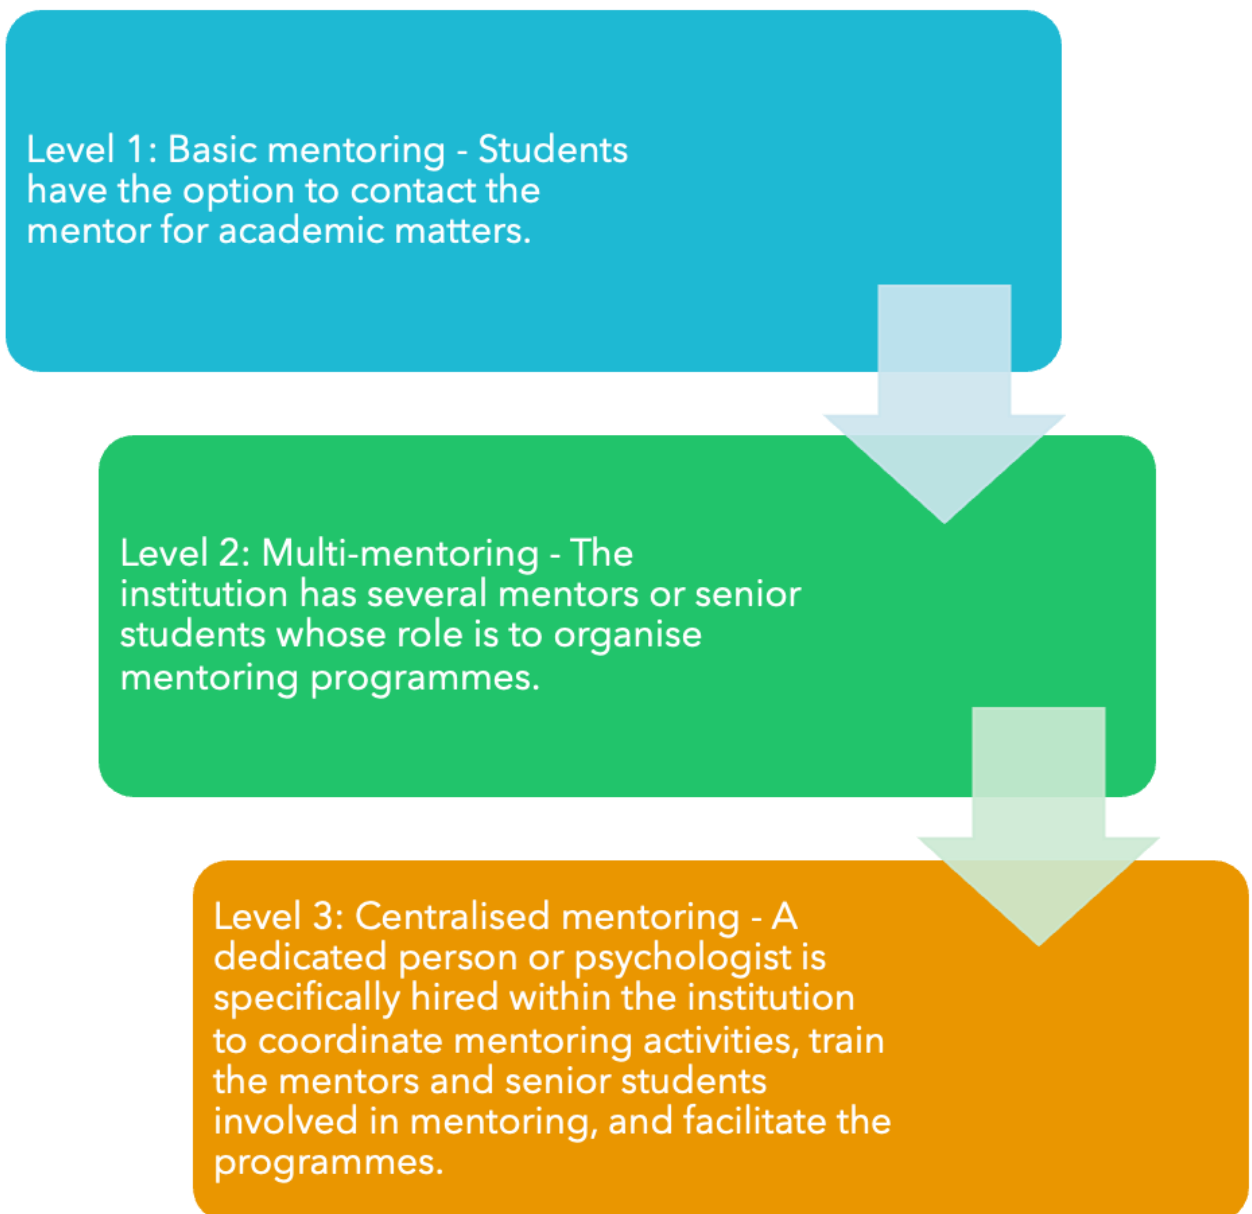 Level 1: Basic mentoring - Students
have the option to contact the
mentor for academic matters.
Level 2: Multi-mentoring - The
institution has several mentors or senior
students whose role is to organise
mentoring programmes.
Level 3: Centralised mentoring - A
dedicated person or psychologist is
specifically hired within the institution
to coordinate mentoring activities, train
the mentors and senior students
involved in mentoring, and facilitate the
programmes.